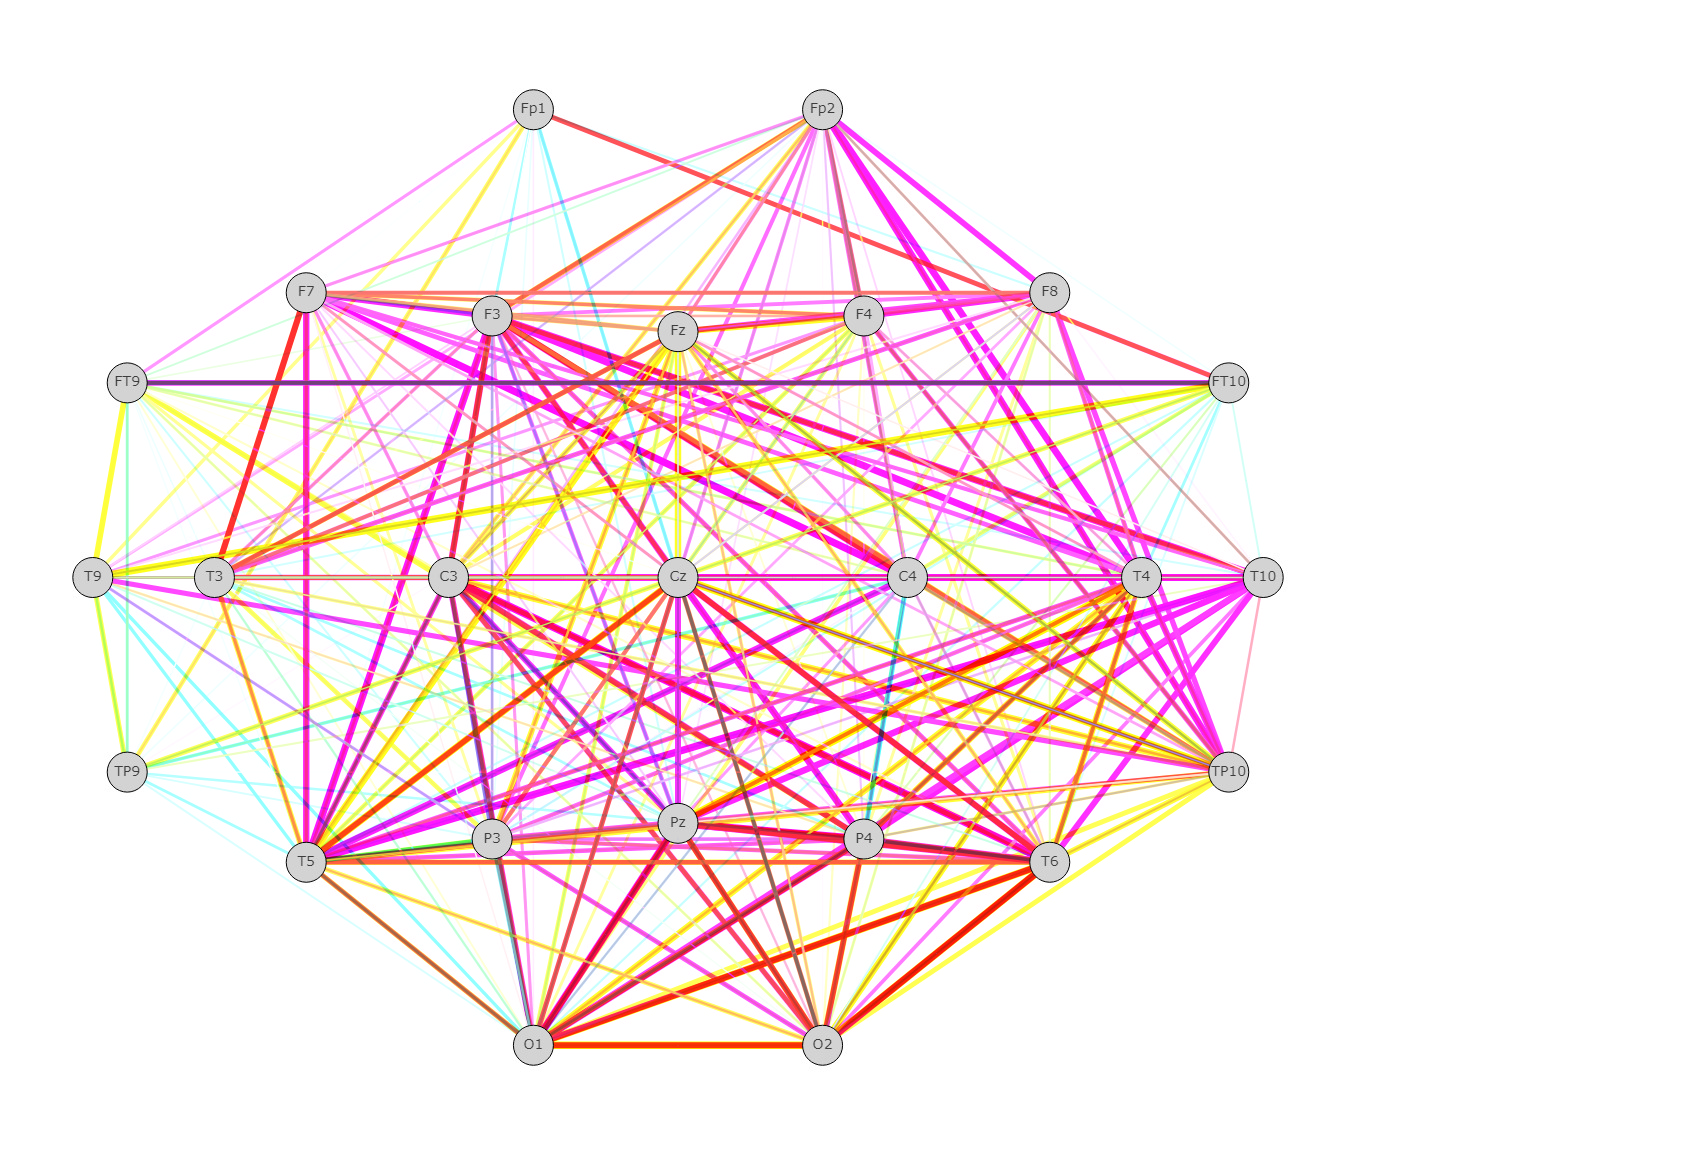 Fp1 Fp2
F7 F3 Fz F4 F8
FT9 FT10
T9 T3 C3 Cz C4 T4 T10
TP9 TP10
T5 P3 Pz P4 T6
O1 O2